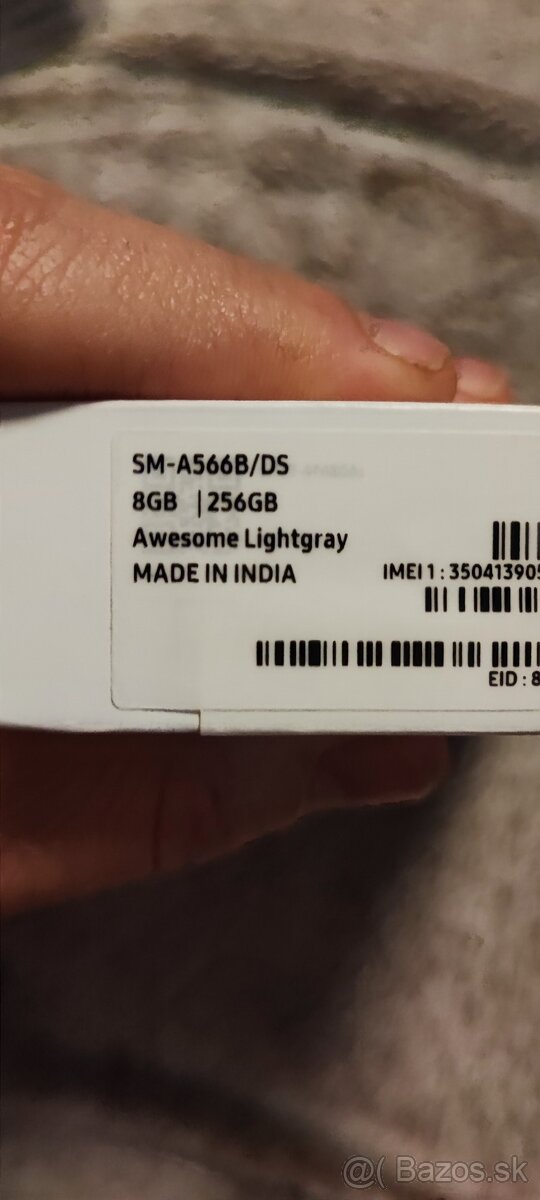 SM-A566B/DS
8GB | 256GB
Awesome Lightgray
MADE IN INDIA
IMEI 1 : 350413905
EID : 8
@( Bazos.sk